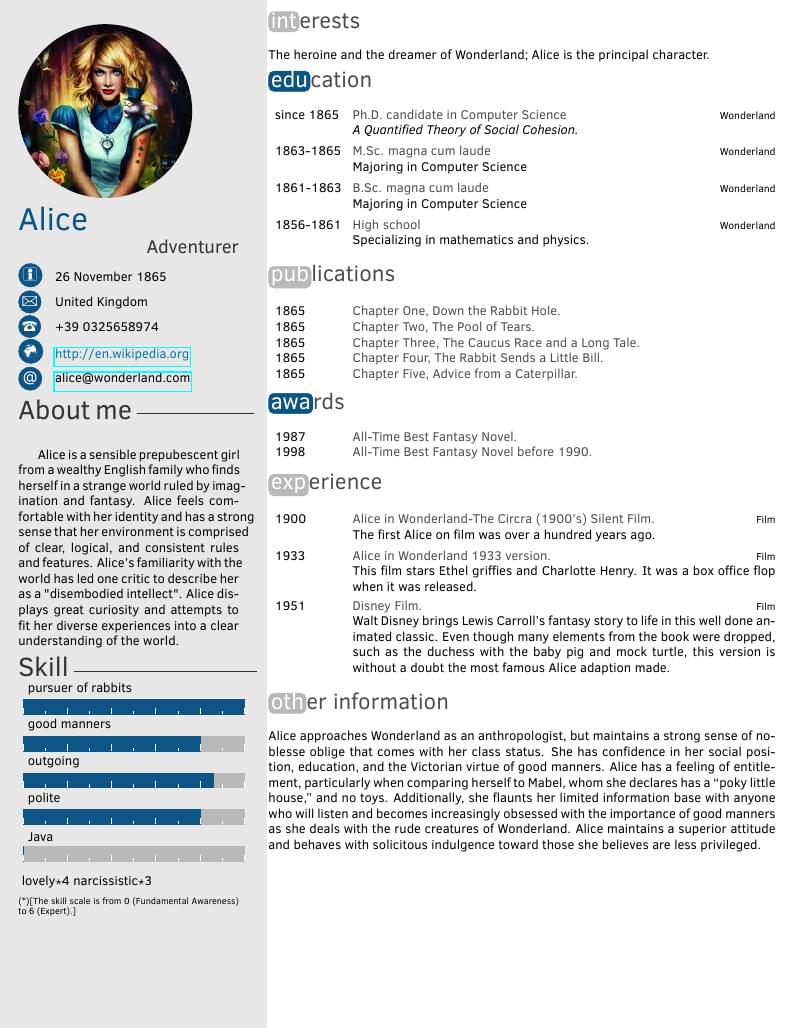 Alice
Adventurer
26 November 1865
United Kingdom
+39 0325658974
http://en.wikipedia.org
@ alice@wonderland.com
About me
Alice is a sensible prepubescent girl
from a wealthy English family who finds
herself in a strange world ruled by imag-
ination and fantasy. Alice feels com-
fortable with her identity and has a strong
sense that her environment is comprised
of clear, logical, and consistent rules
and features. Alice's familiarity with the
world has led one critic to describe her
as a "disembodied intellect". Alice dis-
plays great curiosity and attempts to
fit her diverse experiences into a clear
understanding of the world.
Skill
pursuer of rabbits
good manners
outgoing
polite
Java
lovely*4 narcissistic*3
(*)[The skill scale is from 0 (Fundamental Awareness)
to 6 (Expert).]
interests
The heroine and the dreamer of Wonderland; Alice is the principal character.
education
since 1865 Ph.D. candidate in Computer Science Wonderland
A Quantified Theory of Social Cohesion.
1863-1865 M.Sc. magna cum laude Wonderland
Majoring in Computer Science
1861-1863 B.Sc. magna cum laude Wonderland
Majoring in Computer Science
1856-1861 High school Wonderland
Specializing in mathematics and physics.
publications
1865 Chapter One, Down the Rabbit Hole.
1865 Chapter Two, The Pool of Tears.
1865 Chapter Three, The Caucus Race and a Long Tale.
1865 Chapter Four, The Rabbit Sends a Little Bill.
1865 Chapter Five, Advice from a Caterpillar.
awards
1987 All-Time Best Fantasy Novel.
1998 All-Time Best Fantasy Novel before 1990.
experience
1900 Alice in Wonderland-The Circra (1900's) Silent Film. Film
The first Alice on film was over a hundred years ago.
1933 Alice in Wonderland 1933 version. Film
This film stars Ethel griffies and Charlotte Henry. It was a box office flop
when it was released.
1951 Disney Film. Film
Walt Disney brings Lewis Carroll's fantasy story to life in this well done an-
imated classic. Even though many elements from the book were dropped,
such as the duchess with the baby pig and mock turtle, this version is
without a doubt the most famous Alice adaption made.
other information
Alice approaches Wonderland as an anthropologist, but maintains a strong sense of no-
blesse oblige that comes with her class status. She has confidence in her social posi-
tion, education, and the Victorian virtue of good manners. Alice has a feeling of entitle-
ment, particularly when comparing herself to Mabel, whom she declares has a “poky little
house,” and no toys. Additionally, she flaunts her limited information base with anyone
who will listen and becomes increasingly obsessed with the importance of good manners
as she deals with the rude creatures of Wonderland. Alice maintains a superior attitude
and behaves with solicitous indulgence toward those she believes are less privileged.